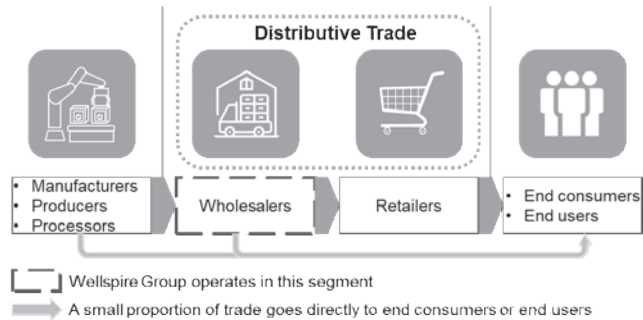 Distributive Trade
• Manufacturers
• Producers
• Processors
Wholesalers
Retailers
• End consumers
• End users
Wellspire Group operates in this segment
A small proportion of trade goes directly to end consumers or end users